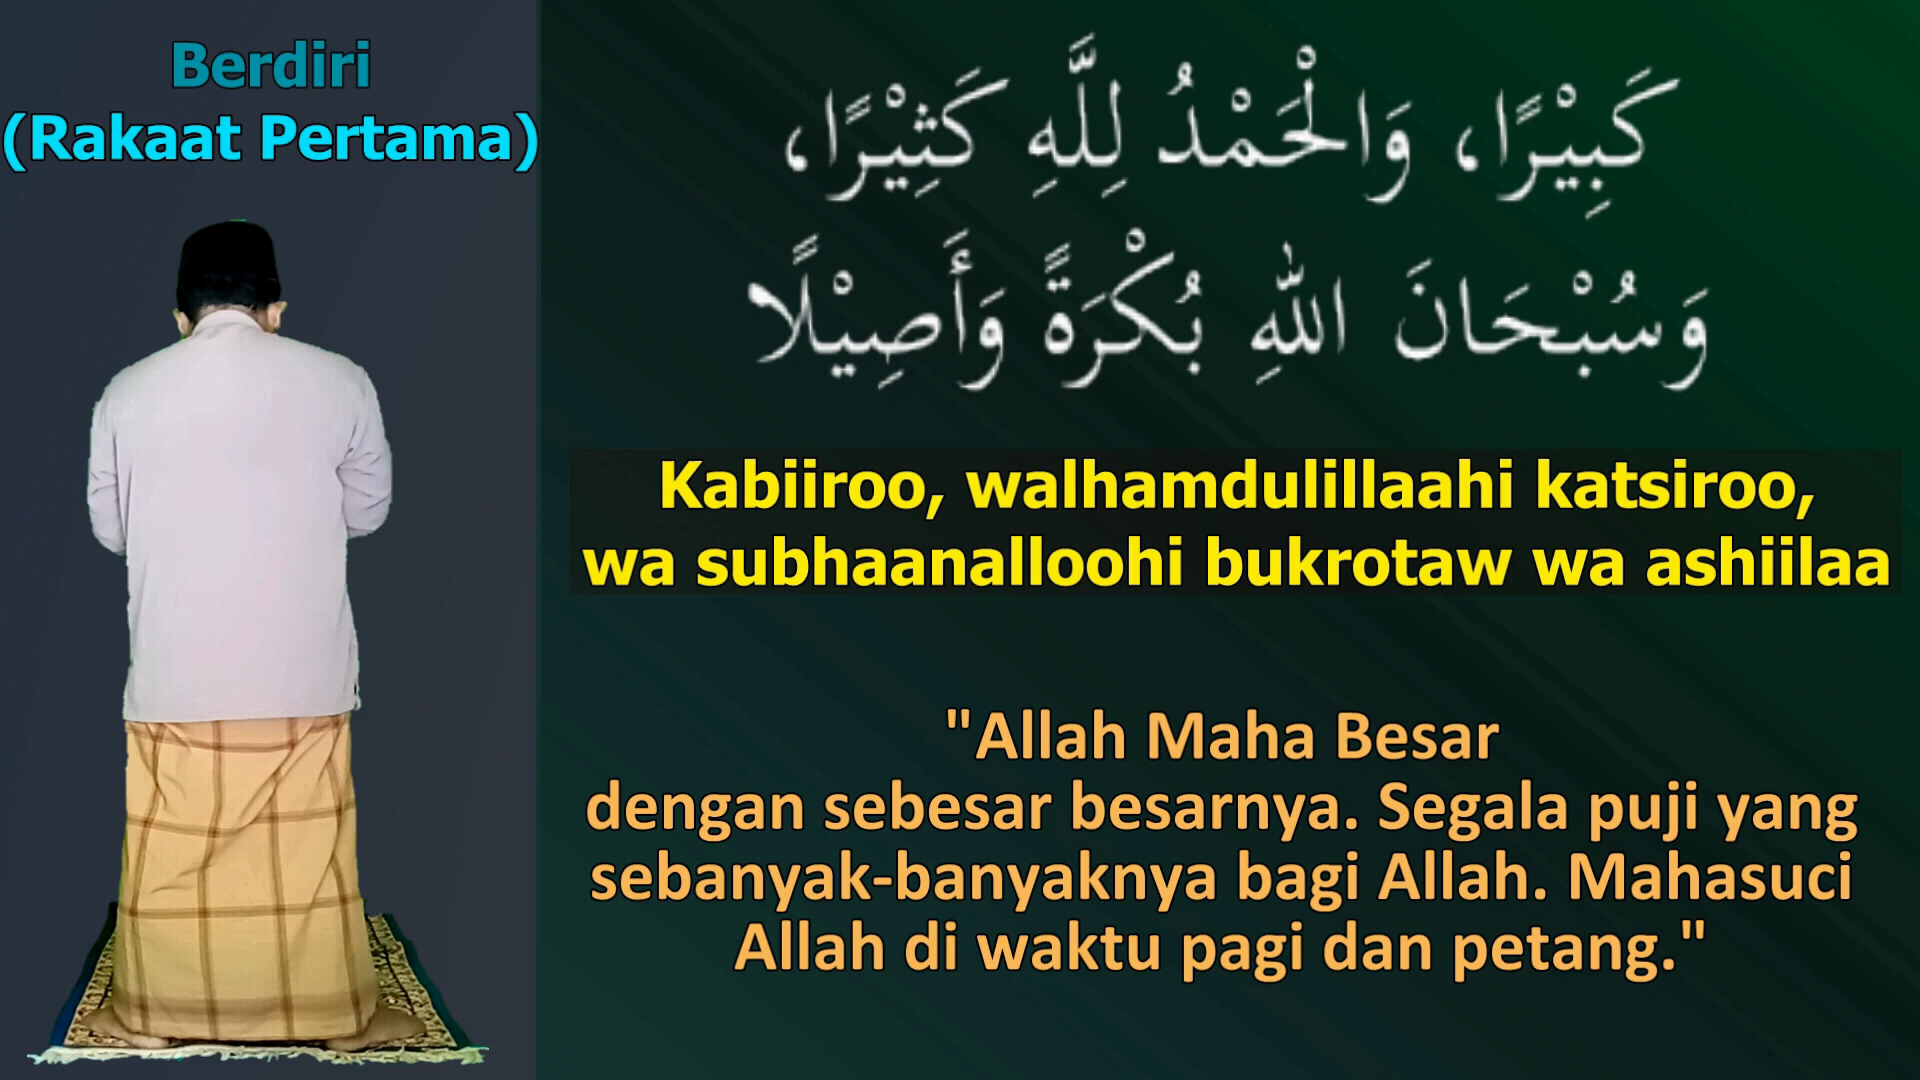 Berdiri
(Rakaat Pertama)
كَبِيْرًا، وَالْحَمْدُ لِلَّهِ كَثِيْرًا،
وَسُبْحَانَ اللهِ بُكْرَةً وَأَصِيْلًا
Kabiiroo, walhamdulillaahi katsiroo,
wa subhaanalloohi bukrotaw wa ashiilaa
"Allah Maha Besar
dengan sebesar besarnya. Segala puji yang
sebanyak-banyaknya bagi Allah. Mahasuci
Allah di waktu pagi dan petang."